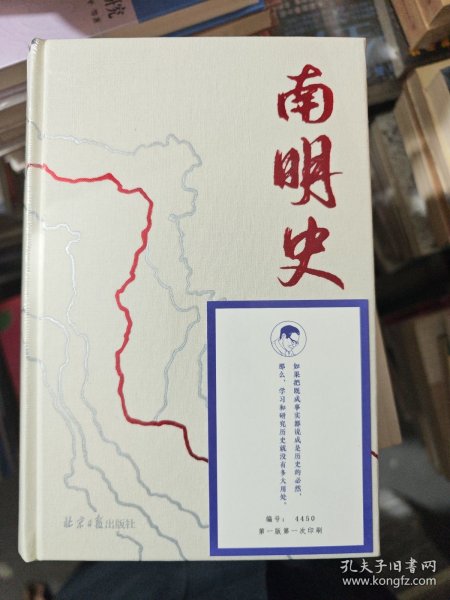 南明史
如果把既成事实都说成是历史的必然，
那么，学习和研究历史就没有多大用处。
编号： 4450
第一版第一次印刷
北京日报出版社
究
孔夫子旧书网
www.kongfz.com